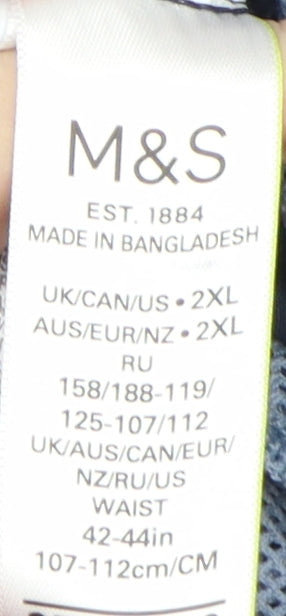 M&S
EST. 1884
MADE IN BANGLADESH
UK/CAN/US • 2XL
AUS/EUR/NZ • 2XL
RU
158/188-119/
125-107/112
UK/AUS/CAN/EUR/
NZ/RU/US
WAIST
42-44in
107-112cm/CM